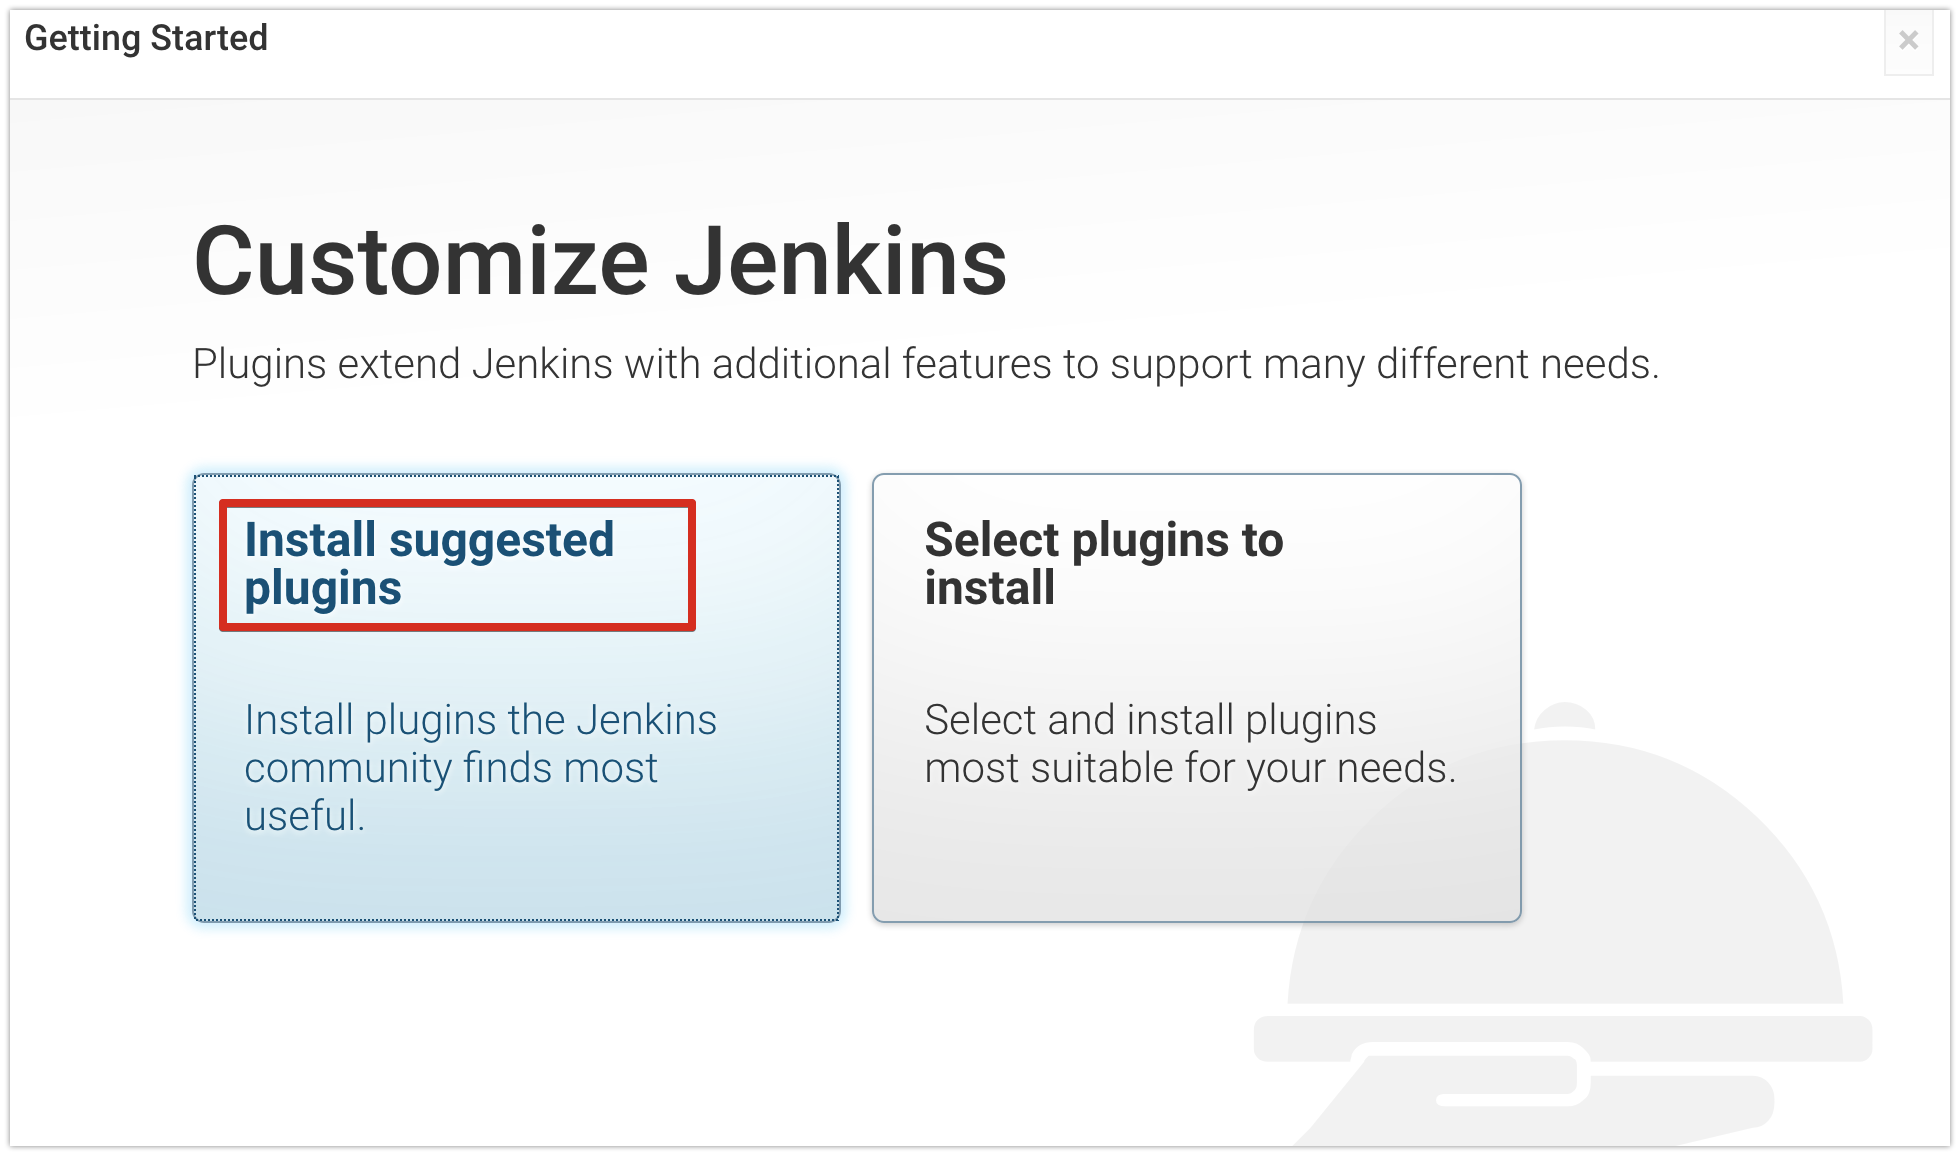 Getting Started
×
Customize Jenkins
Plugins extend Jenkins with additional features to support many different needs.
Install suggested
plugins
Install plugins the Jenkins
community finds most
useful.
Select plugins to
install
Select and install plugins
most suitable for your needs.